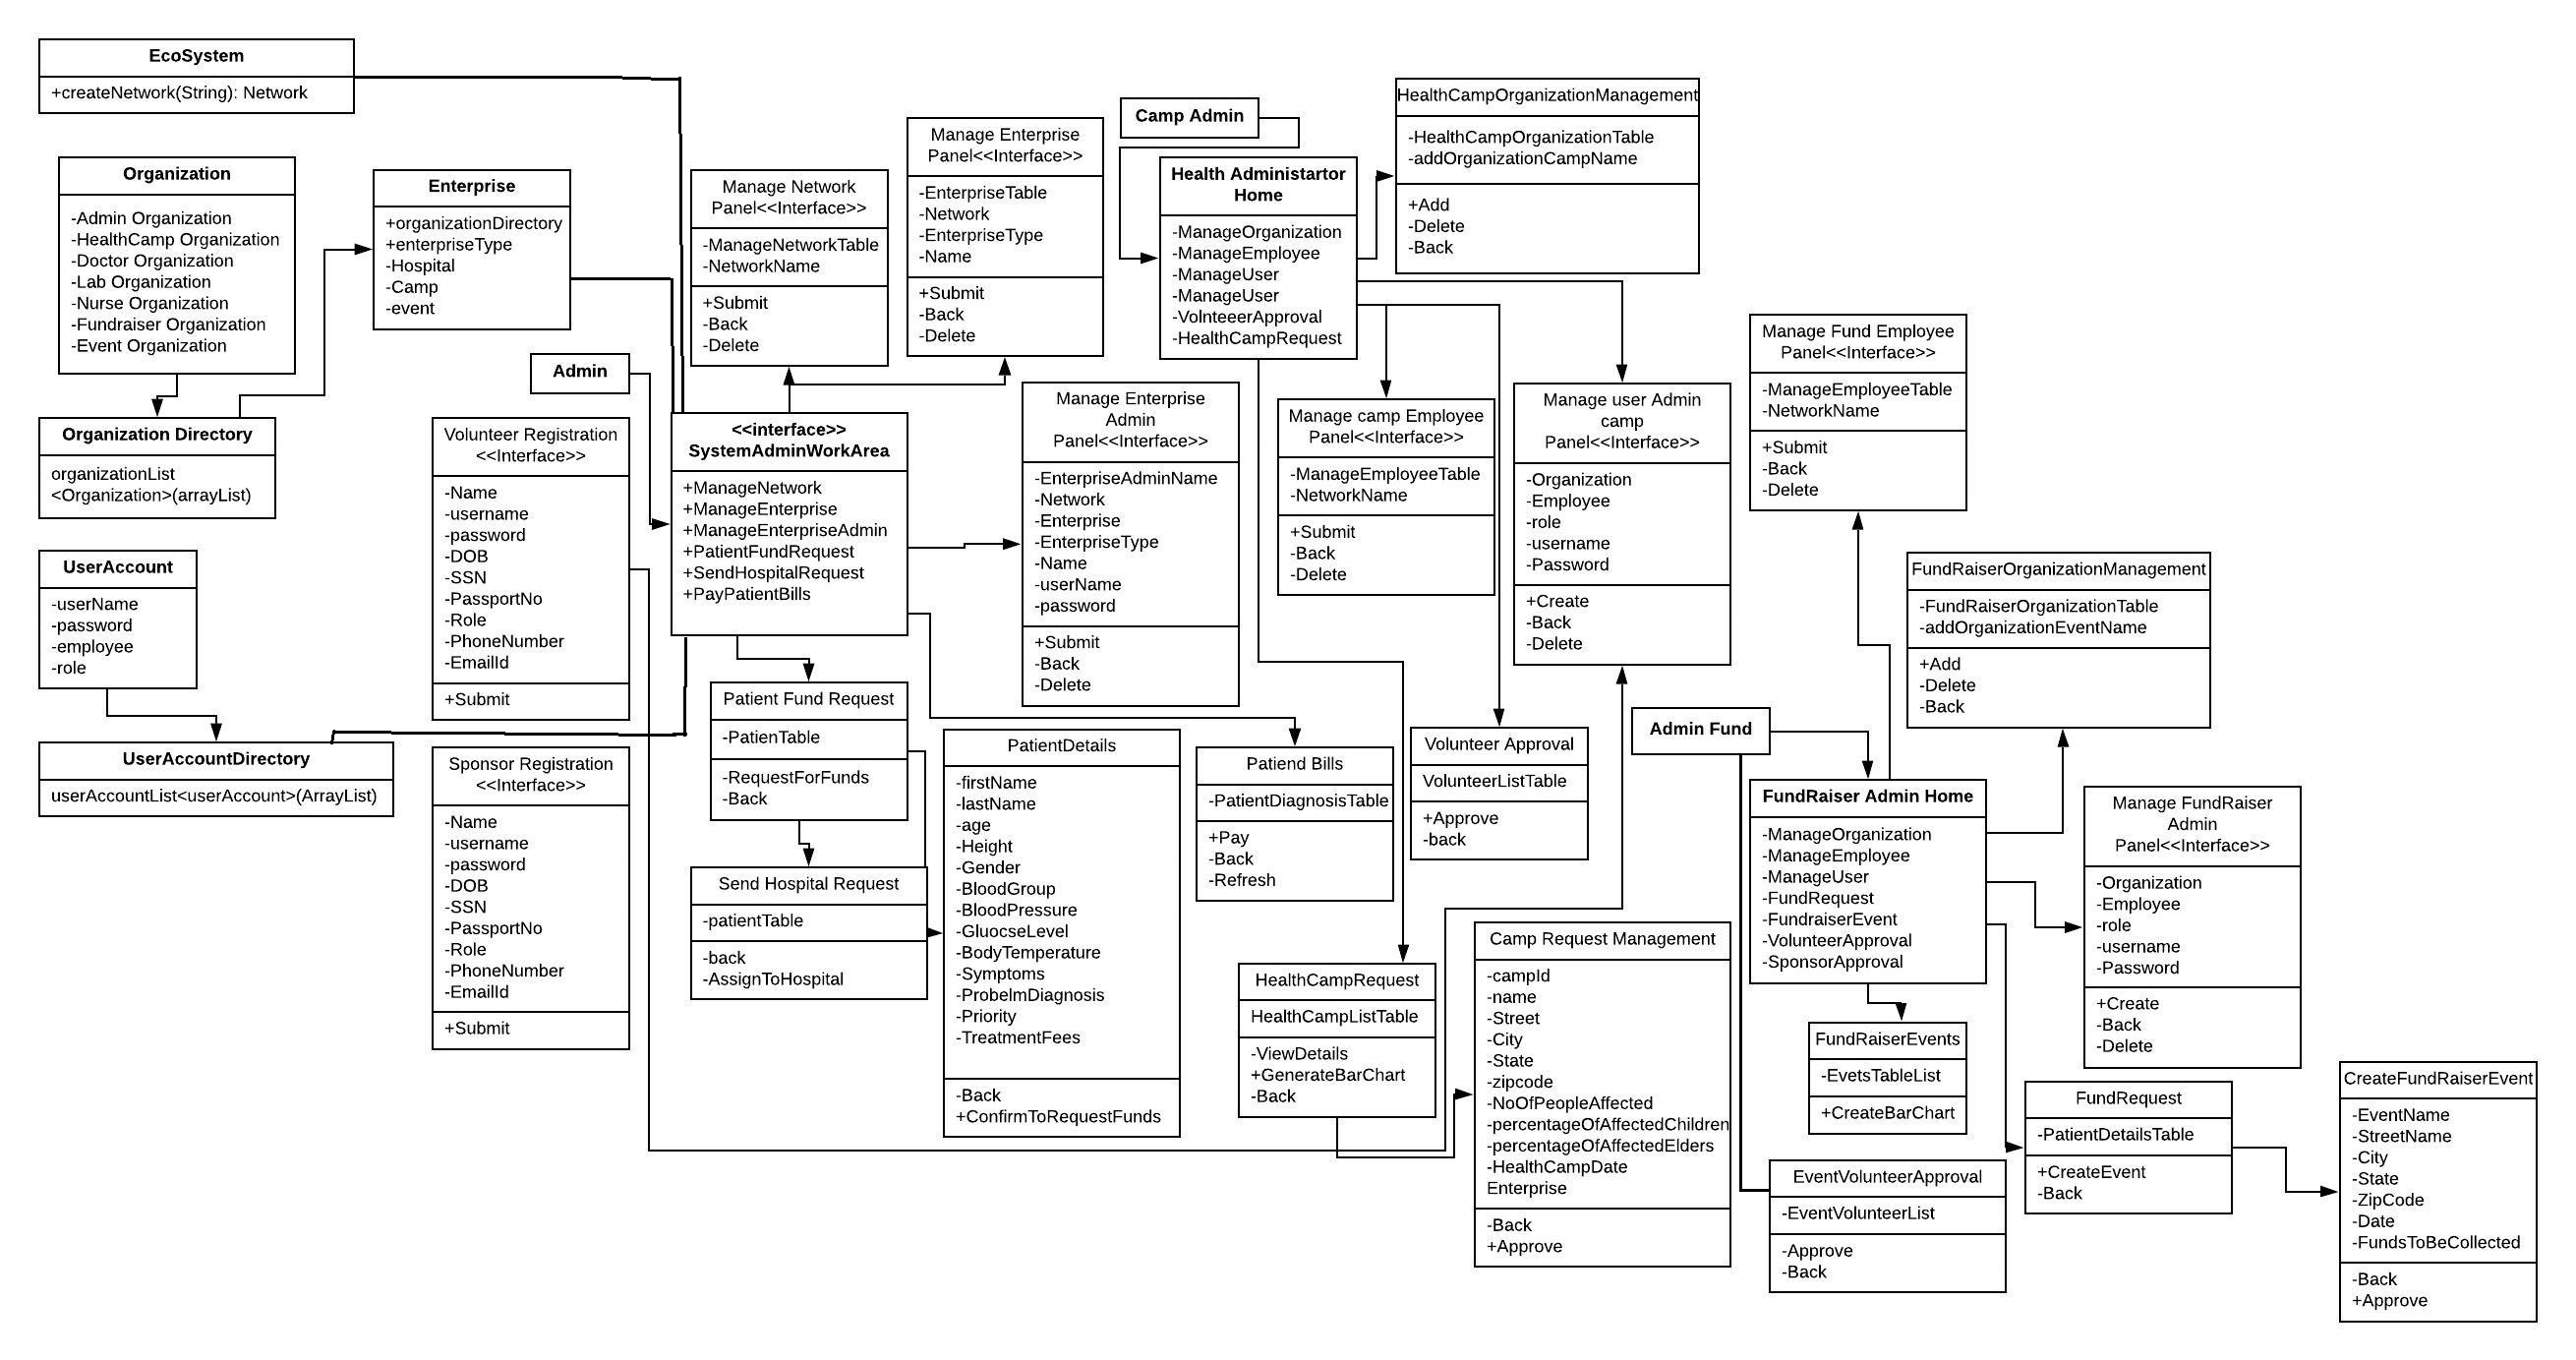 EcoSystem
+createNetwork(String): Network
Organization
-Admin Organization
-HealthCamp Organization
-Doctor Organization
-Lab Organization
-Nurse Organization
-Fundraiser Organization
-Event Organization
Enterprise
+organizationDirectory
+enterpriseType
-Hospital
-Camp
-event
Admin
Organization Directory
organizationList
<Organization>(arrayList)
UserAccount
-userName
-password
-employee
-role
UserAccountDirectory
userAccountList<userAccount>(ArrayList)
Volunteer Registration
<<Interface>>
-Name
-username
-password
-DOB
-SSN
-PassportNo
-Role
-PhoneNumber
-EmailId
+Submit
Sponsor Registration
<<Interface>>
-Name
-username
-password
-DOB
-SSN
-PassportNo
-Role
-PhoneNumber
-EmailId
+Submit
Manage Network
Panel<<Interface>>
-ManageNetworkTable
-NetworkName
+Submit
-Back
-Delete
Manage Enterprise
Panel<<Interface>>
-EnterpriseTable
-Network
-EnterpriseType
-Name
+Submit
-Back
-Delete
<<interface>>
SystemAdminWorkArea
+ManageNetwork
+ManageEnterprise
+ManageEnterpriseAdmin
+PatientFundRequest
+SendHospitalRequest
+PayPatientBills
Patient Fund Request
-PatienTable
-RequestForFunds
-Back
Send Hospital Request
-patientTable
-back
-AssignToHospital
Manage Enterprise
Admin
Panel<<Interface>>
-EnterpriseAdminName
-Network
-Enterprise
-EnterpriseType
-Name
-userName
-password
+Submit
-Back
-Delete
PatientDetails
-firstName
-lastName
-age
-Height
-Gender
-BloodGroup
-BloodPressure
-GluocseLevel
-BodyTemperature
-Symptoms
-ProbelmDiagnosis
-Priority
-TreatmentFees
-Back
+ConfirmToRequestFunds
Camp Admin
Health Administartor
Home
-ManageOrganization
-ManageEmployee
-ManageUser
-ManageUser
-VolnteeerApproval
-HealthCampRequest
HealthCampOrganizationManagement
-HealthCampOrganizationTable
-addOrganizationCampName
+Add
-Delete
-Back
Manage camp Employee
Panel<<Interface>>
-ManageEmployeeTable
-NetworkName
+Submit
-Back
-Delete
Manage user Admin
camp
Panel<<Interface>>
-Organization
-Employee
-role
-username
-Password
+Create
-Back
-Delete
Patiend Bills
-PatientDiagnosisTable
+Pay
-Back
-Refresh
Volunteer Approval
VolunteerListTable
+Approve
-back
HealthCampRequest
HealthCampListTable
-ViewDetails
+GenerateBarChart
-Back
Camp Request Management
-campId
-name
-Street
-City
-State
-zipcode
-NoOfPeopleAffected
-percentageOfAffectedChildren
-percentageOfAffectedElders
-HealthCampDate
Enterprise
-Back
+Approve
Manage Fund Employee
Panel<<Interface>>
-ManageEmployeeTable
-NetworkName
+Submit
-Back
-Delete
FundRaiserOrganizationManagement
-FundRaiserOrganizationTable
-addOrganizationEventName
+Add
-Delete
-Back
Admin Fund
FundRaiser Admin Home
-ManageOrganization
-ManageEmployee
-ManageUser
-FundRequest
-FundraiserEvent
-VolunteerApproval
-SponsorApproval
Manage FundRaiser
Admin
Panel<<Interface>>
-Organization
-Employee
-role
-username
-Password
+Create
-Back
-Delete
FundRaiserEvents
-EvetsTableList
+CreateBarChart
EventVolunteerApproval
-EventVolunteerList
-Approve
-Back
FundRequest
-PatientDetailsTable
+CreateEvent
-Back
CreateFundRaiserEvent
-EventName
-StreetName
-City
-State
-ZipCode
-Date
-FundsToBeCollected
-Back
+Approve